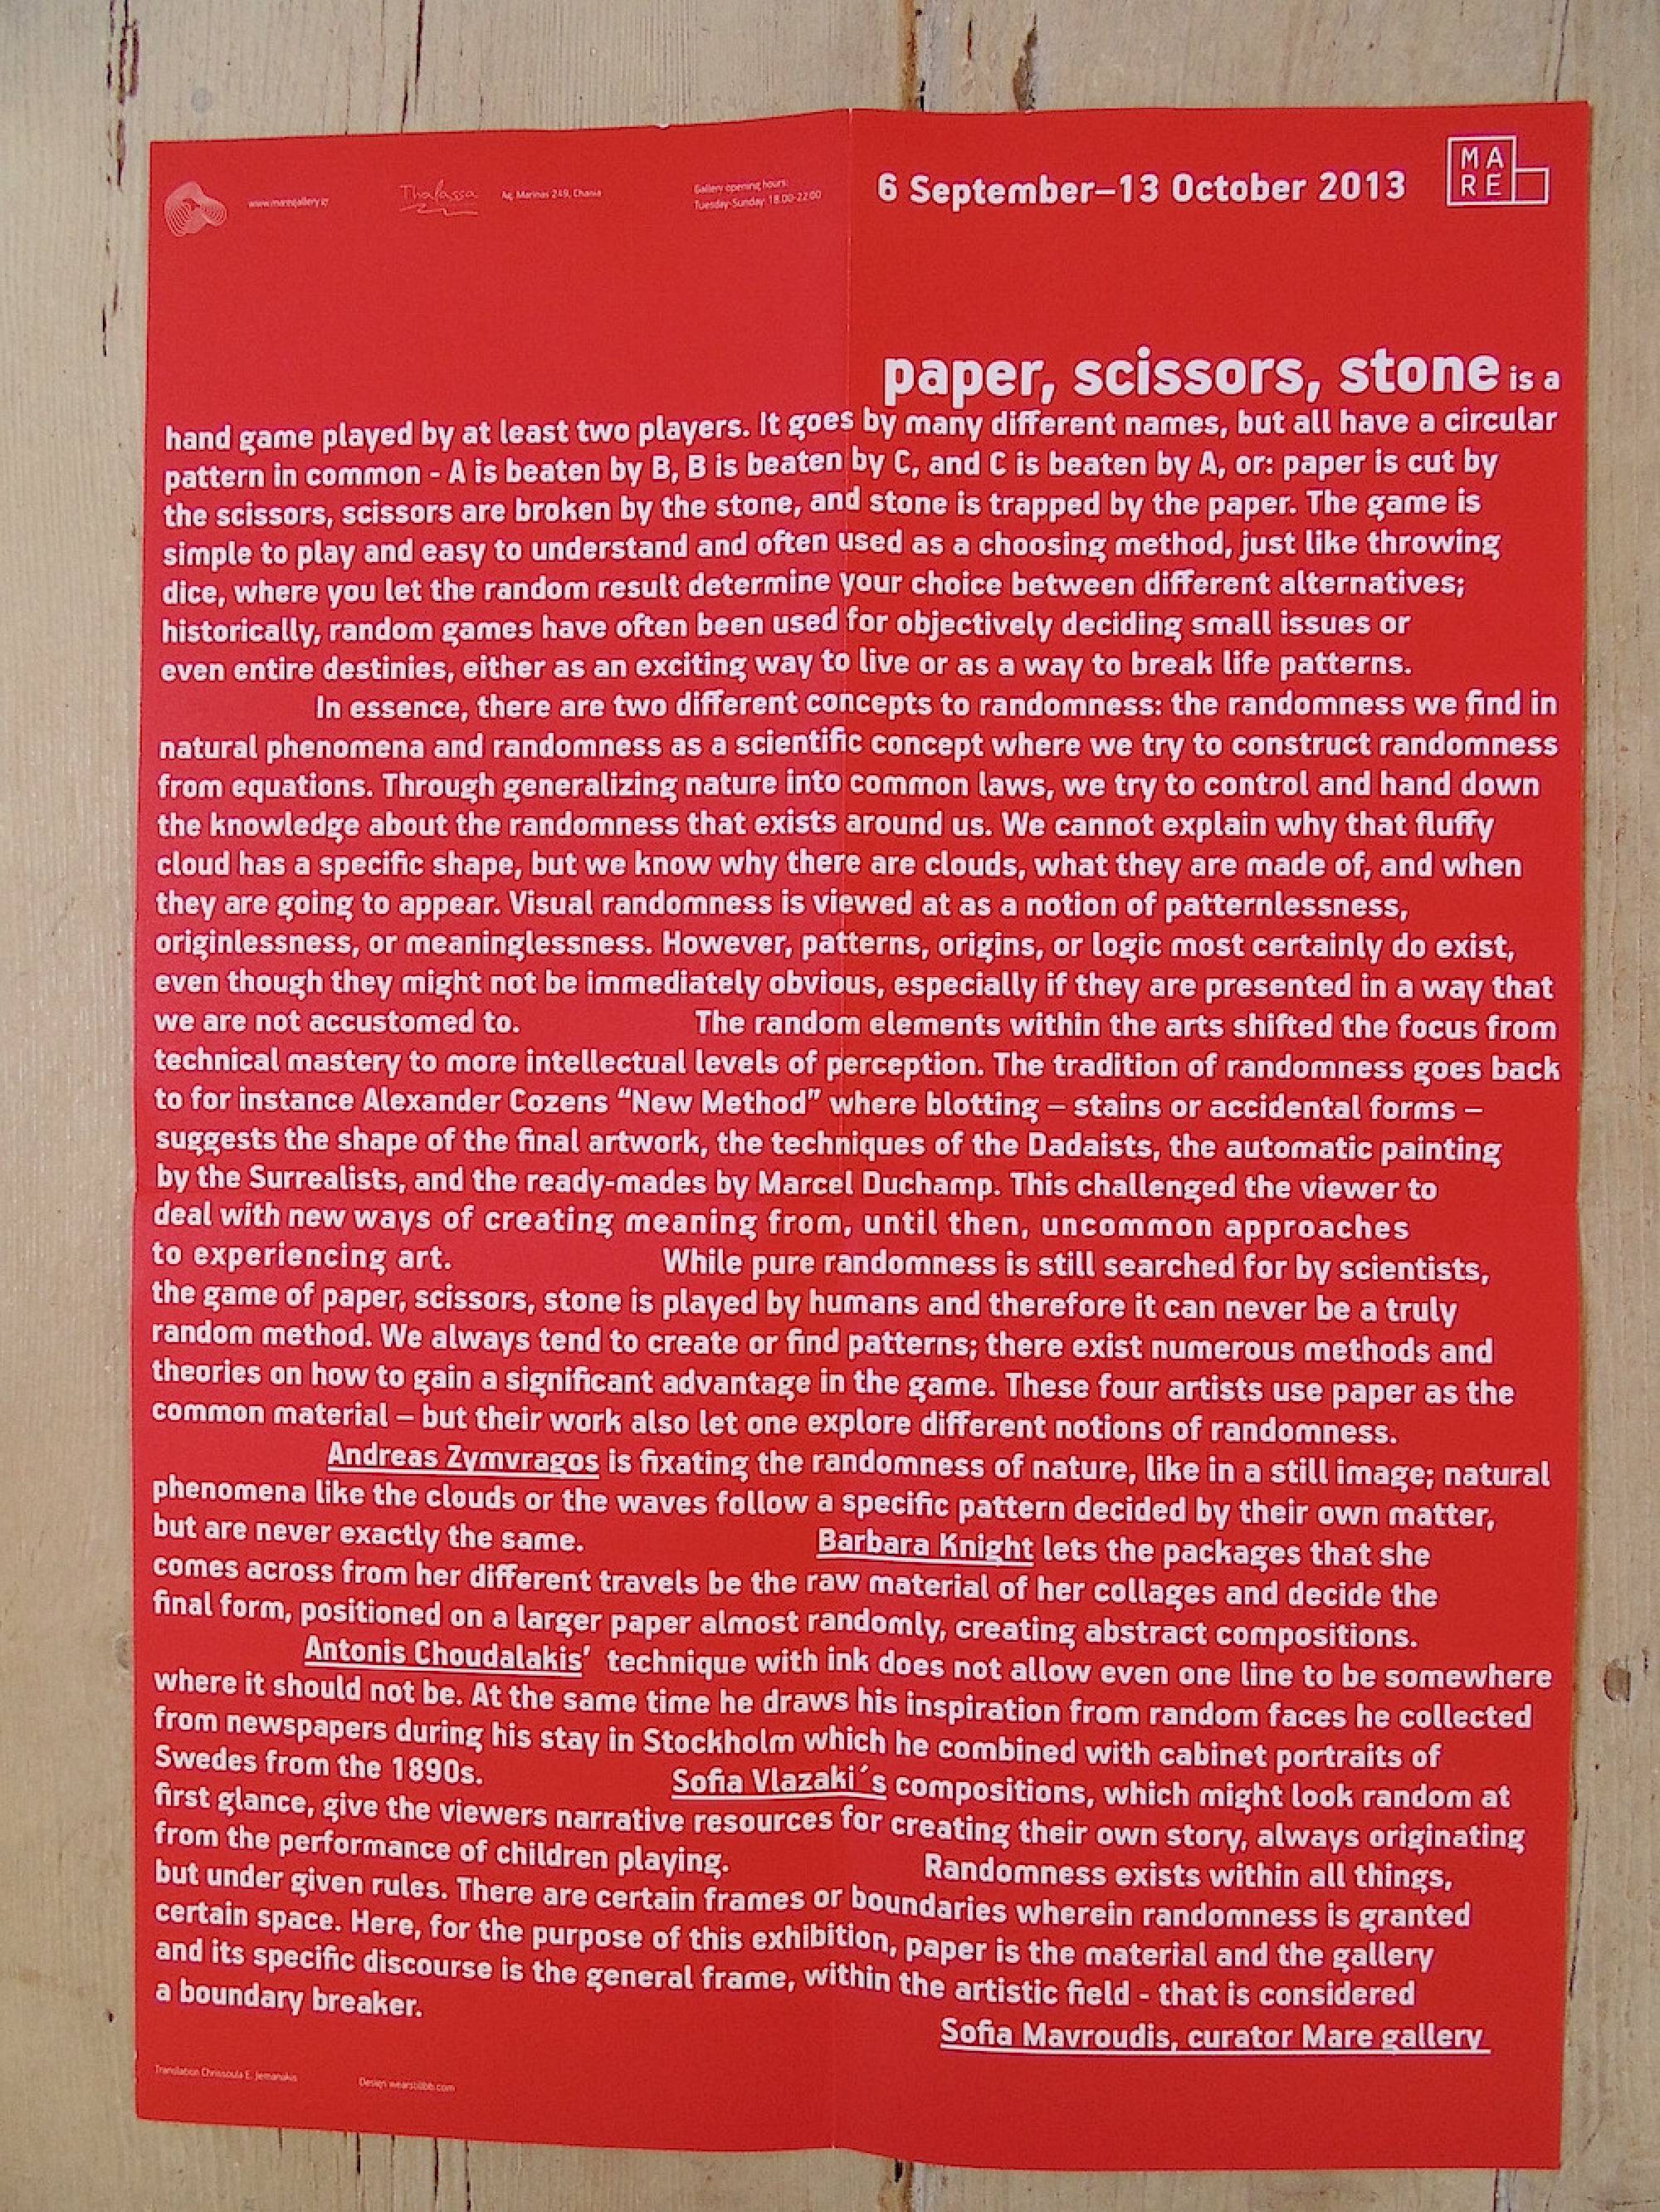 www.maregallery.gr
Thalassa
Ag. Marinas 249, Chania
Gallery opening hours:
Tuesday-Sunday: 18.00-22.00
6 September–13 October 2013
MA
RE
paper, scissors, stone is a
hand game played by at least two players. It goes by many different names, but all have a circular
pattern in common - A is beaten by B, B is beaten by C, and C is beaten by A, or: paper is cut by
the scissors, scissors are broken by the stone, and stone is trapped by the paper. The game is
simple to play and easy to understand and often used as a choosing method, just like throwing
dice, where you let the random result determine your choice between different alternatives;
historically, random games have often been used for objectively deciding small issues or
even entire destinies, either as an exciting way to live or as a way to break life patterns.
In essence, there are two different concepts to randomness: the randomness we find in
natural phenomena and randomness as a scientific concept where we try to construct randomness
from equations. Through generalizing nature into common laws, we try to control and hand down
the knowledge about the randomness that exists around us. We cannot explain why that fluffy
cloud has a specific shape, but we know why there are clouds, what they are made of, and when
they are going to appear. Visual randomness is viewed at as a notion of patternlessness,
originlessness, or meaninglessness. However, patterns, origins, or logic most certainly do exist,
even though they might not be immediately obvious, especially if they are presented in a way that
we are not accustomed to. The random elements within the arts shifted the focus from
technical mastery to more intellectual levels of perception. The tradition of randomness goes back
to for instance Alexander Cozens “New Method” where blotting – stains or accidental forms –
suggests the shape of the final artwork, the techniques of the Dadaists, the automatic painting
by the Surrealists, and the ready-mades by Marcel Duchamp. This challenged the viewer to
deal with new ways of creating meaning from, until then, uncommon approaches
to experiencing art. While pure randomness is still searched for by scientists,
the game of paper, scissors, stone is played by humans and therefore it can never be a truly
random method. We always tend to create or find patterns; there exist numerous methods and
theories on how to gain a significant advantage in the game. These four artists use paper as the
common material – but their work also let one explore different notions of randomness.
Andreas Zymvragos is fixating the randomness of nature, like in a still image; natural
phenomena like the clouds or the waves follow a specific pattern decided by their own matter,
but are never exactly the same. Barbara Knight lets the packages that she
comes across from her different travels be the raw material of her collages and decide the
final form, positioned on a larger paper almost randomly, creating abstract compositions.
Antonis Choudalakis’ technique with ink does not allow even one line to be somewhere
where it should not be. At the same time he draws his inspiration from random faces he collected
from newspapers during his stay in Stockholm which he combined with cabinet portraits of
Swedes from the 1890s. Sofia Vlazaki´s compositions, which might look random at
first glance, give the viewers narrative resources for creating their own story, always originating
from the performance of children playing. Randomness exists within all things,
but under given rules. There are certain frames or boundaries wherein randomness is granted
certain space. Here, for the purpose of this exhibition, paper is the material and the gallery
and its specific discourse is the general frame, within the artistic field - that is considered
a boundary breaker.
Sofia Mavroudis, curator Mare gallery
Translation Chrissoula E. Jemanakis
Design wearstillbb.com